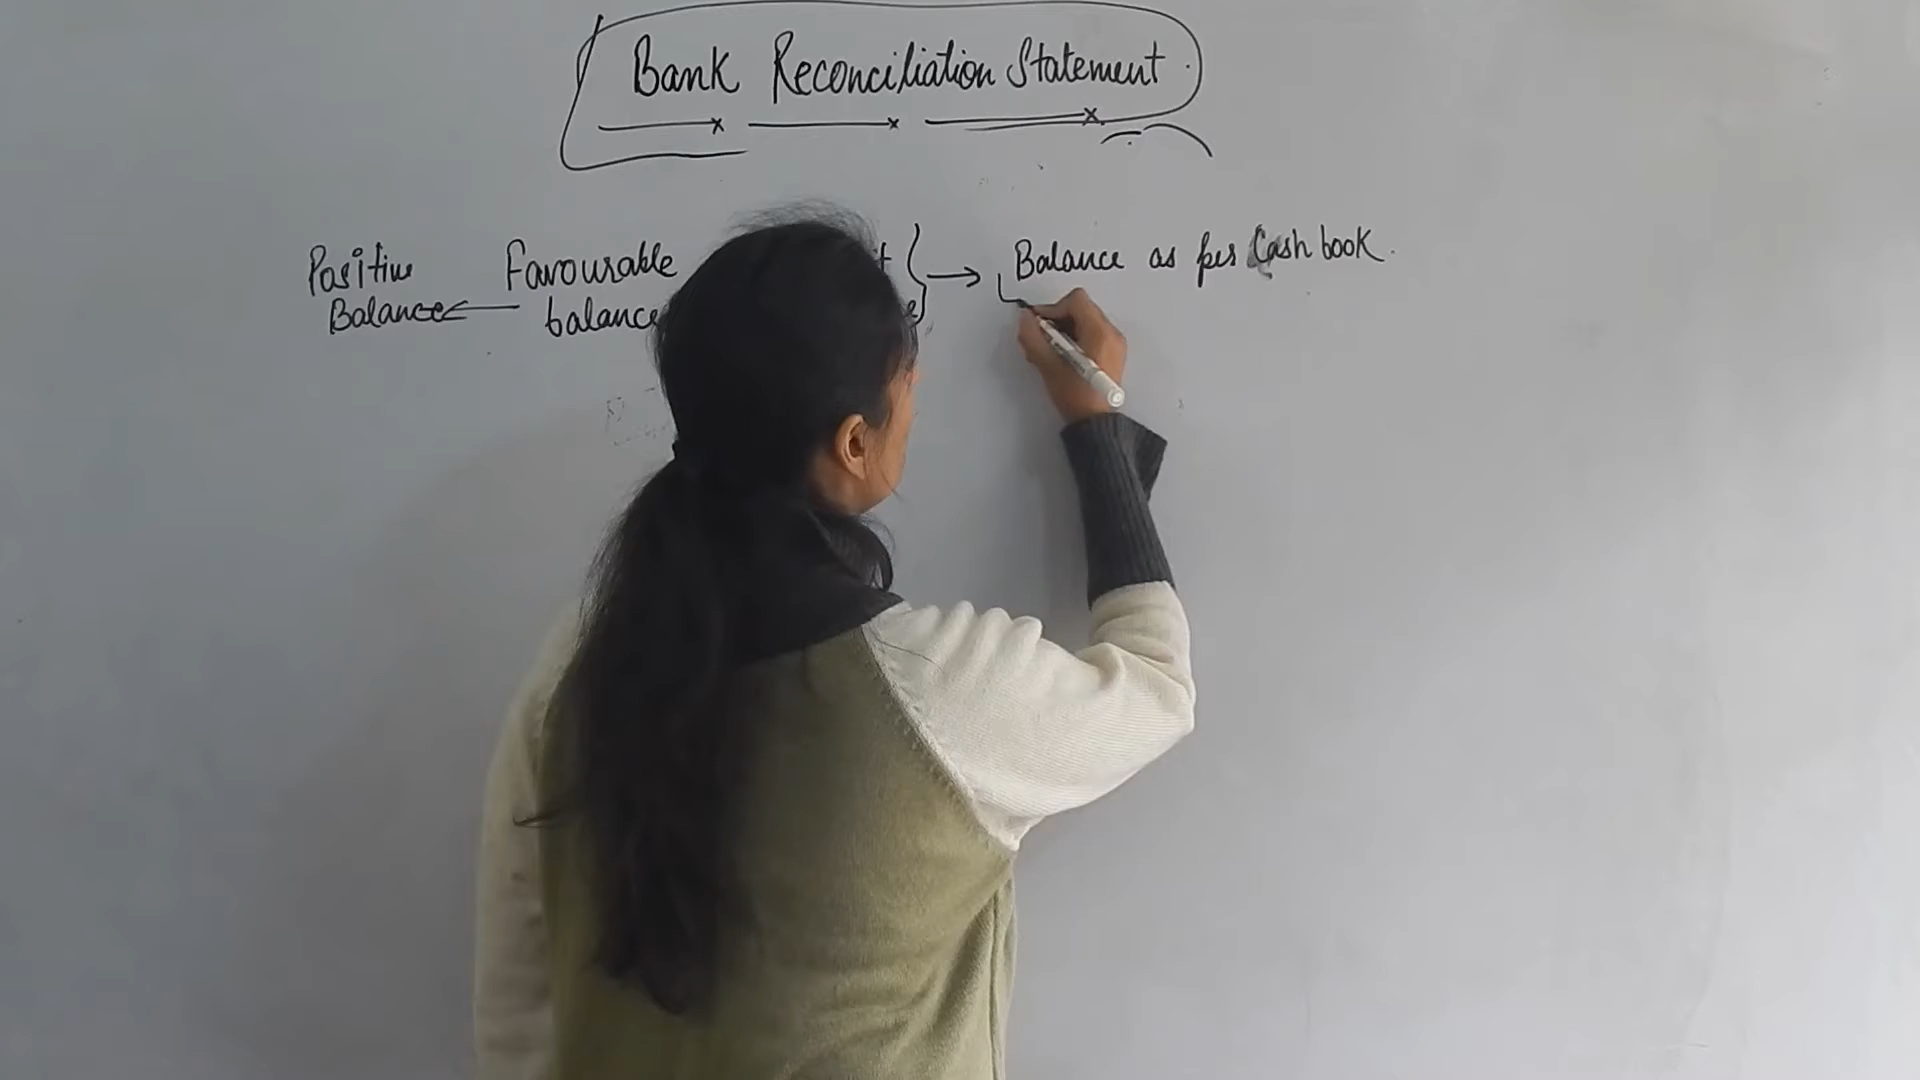 Bank Reconciliation Statement
Positive Favourable Balance as per Cash book.
Balance balance